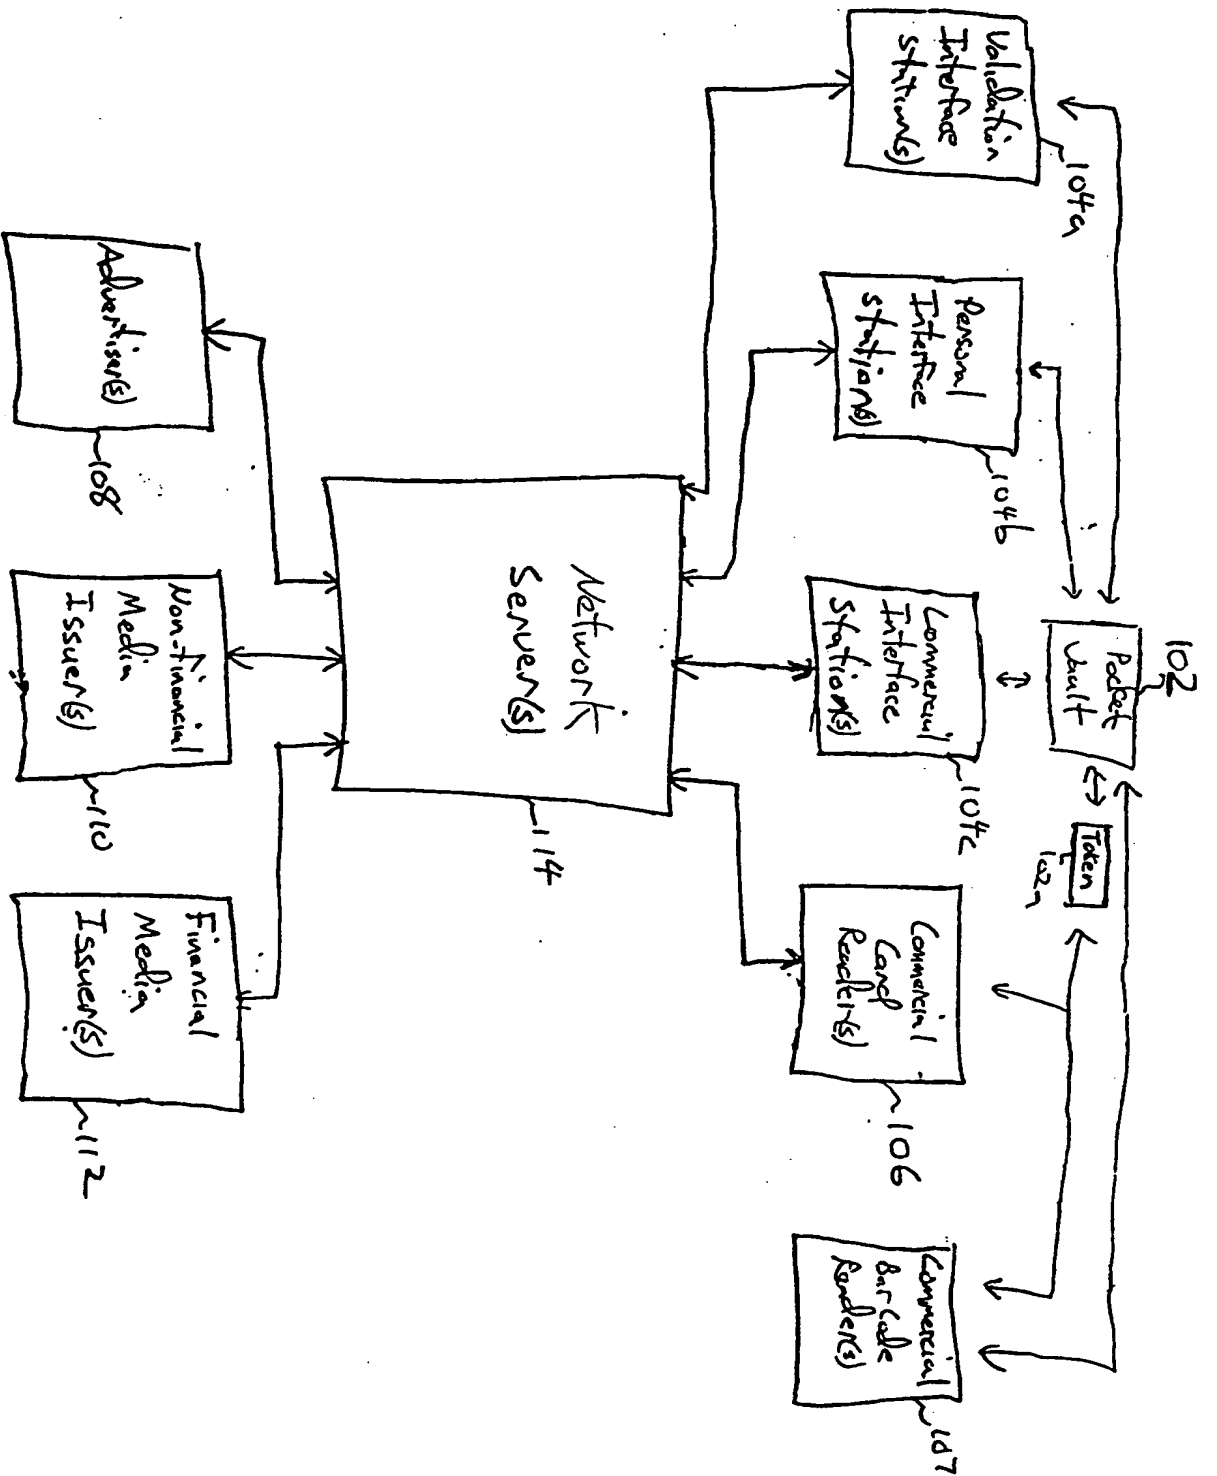 102
Pocket
Vault
Token
102a
Validation
Interface
Station(s)
104a
Personal
Interface
Station(s)
104b
Commercial
Interface
Station(s)
104c
Commercial
Card
Reader(s)
106
Commercial
Bar Code
Reader(s)
107
Network
Server(s)
114
Advertiser(s)
108
Non-Financial
Media
Issuer(s)
110
Financial
Media
Issuer(s)
112